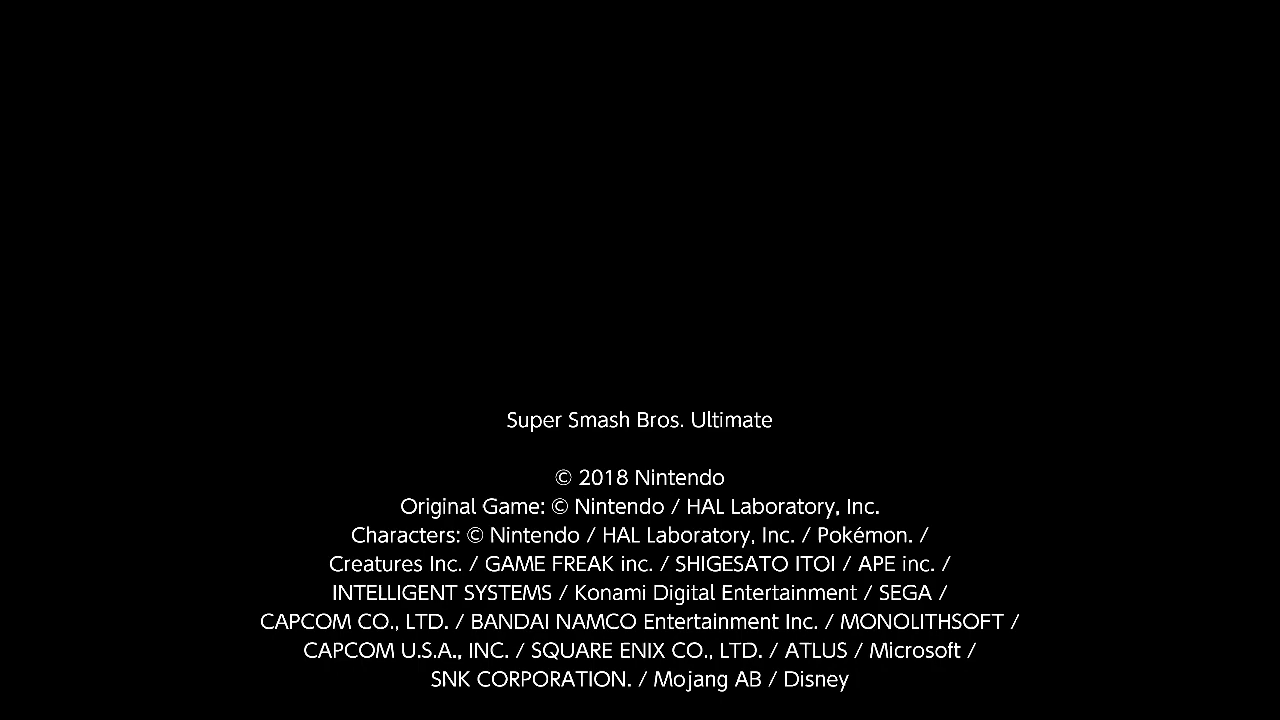 Super Smash Bros. Ultimate
© 2018 Nintendo
Original Game: © Nintendo / HAL Laboratory, Inc.
Characters: © Nintendo / HAL Laboratory, Inc. / Pokémon. /
Creatures Inc. / GAME FREAK inc. / SHIGESATO ITOI / APE inc. /
INTELLIGENT SYSTEMS / Konami Digital Entertainment / SEGA /
CAPCOM CO., LTD. / BANDAI NAMCO Entertainment Inc. / MONOLITHSOFT /
CAPCOM U.S.A., INC. / SQUARE ENIX CO., LTD. / ATLUS / Microsoft /
SNK CORPORATION. / Mojang AB / Disney